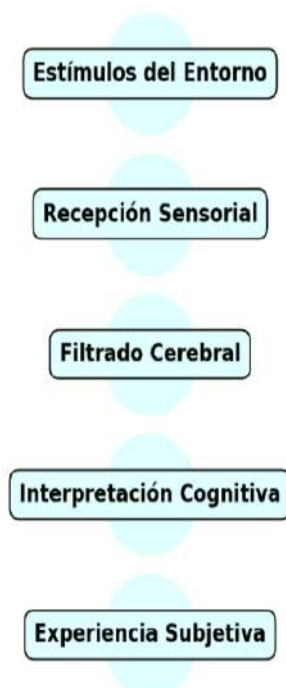 Estímulos del Entorno
Recepción Sensorial
Filtrado Cerebral
Interpretación Cognitiva
Experiencia Subjetiva